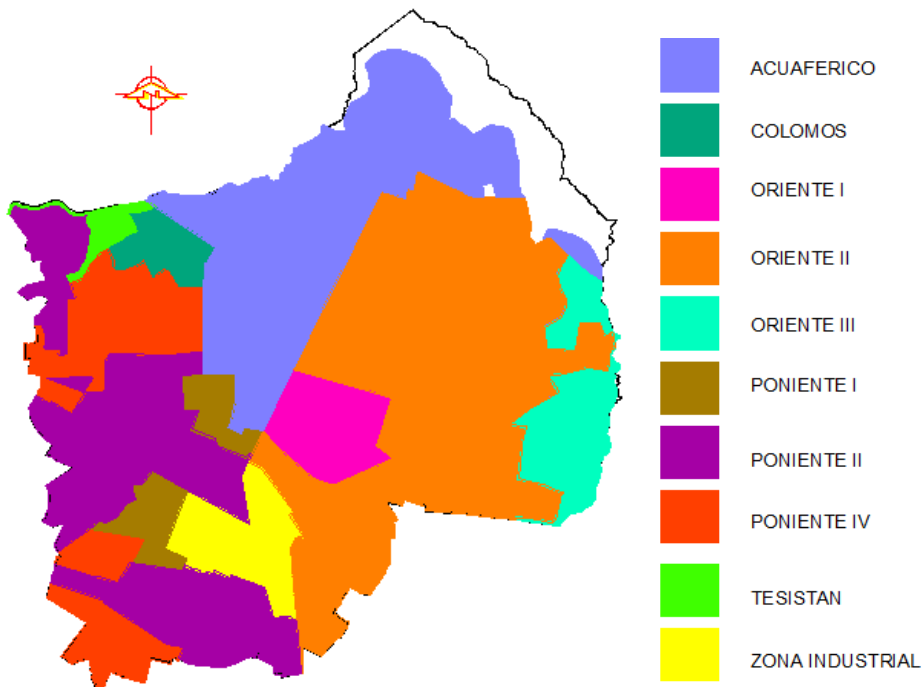 ACUAFERICO
COLOMOS
ORIENTE I
ORIENTE II
ORIENTE III
PONIENTE I
PONIENTE II
PONIENTE IV
TESISTAN
ZONA INDUSTRIAL